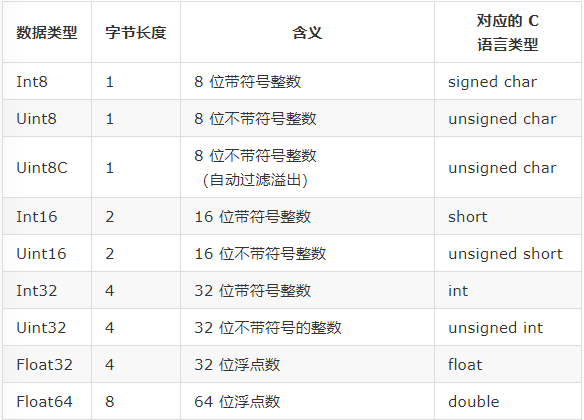 数据类型 字节长度 含义 对应的 C
语言类型
Int8 1 8 位带符号整数 signed char
Uint8 1 8 位不带符号整数 unsigned char
Uint8C 1 8 位不带符号整数 unsigned char
(自动过滤溢出)
Int16 2 16 位带符号整数 short
Uint16 2 16 位不带符号整数 unsigned short
Int32 4 32 位带符号整数 int
Uint32 4 32 位不带符号的整数 unsigned int
Float32 4 32 位浮点数 float
Float64 8 64 位浮点数 double